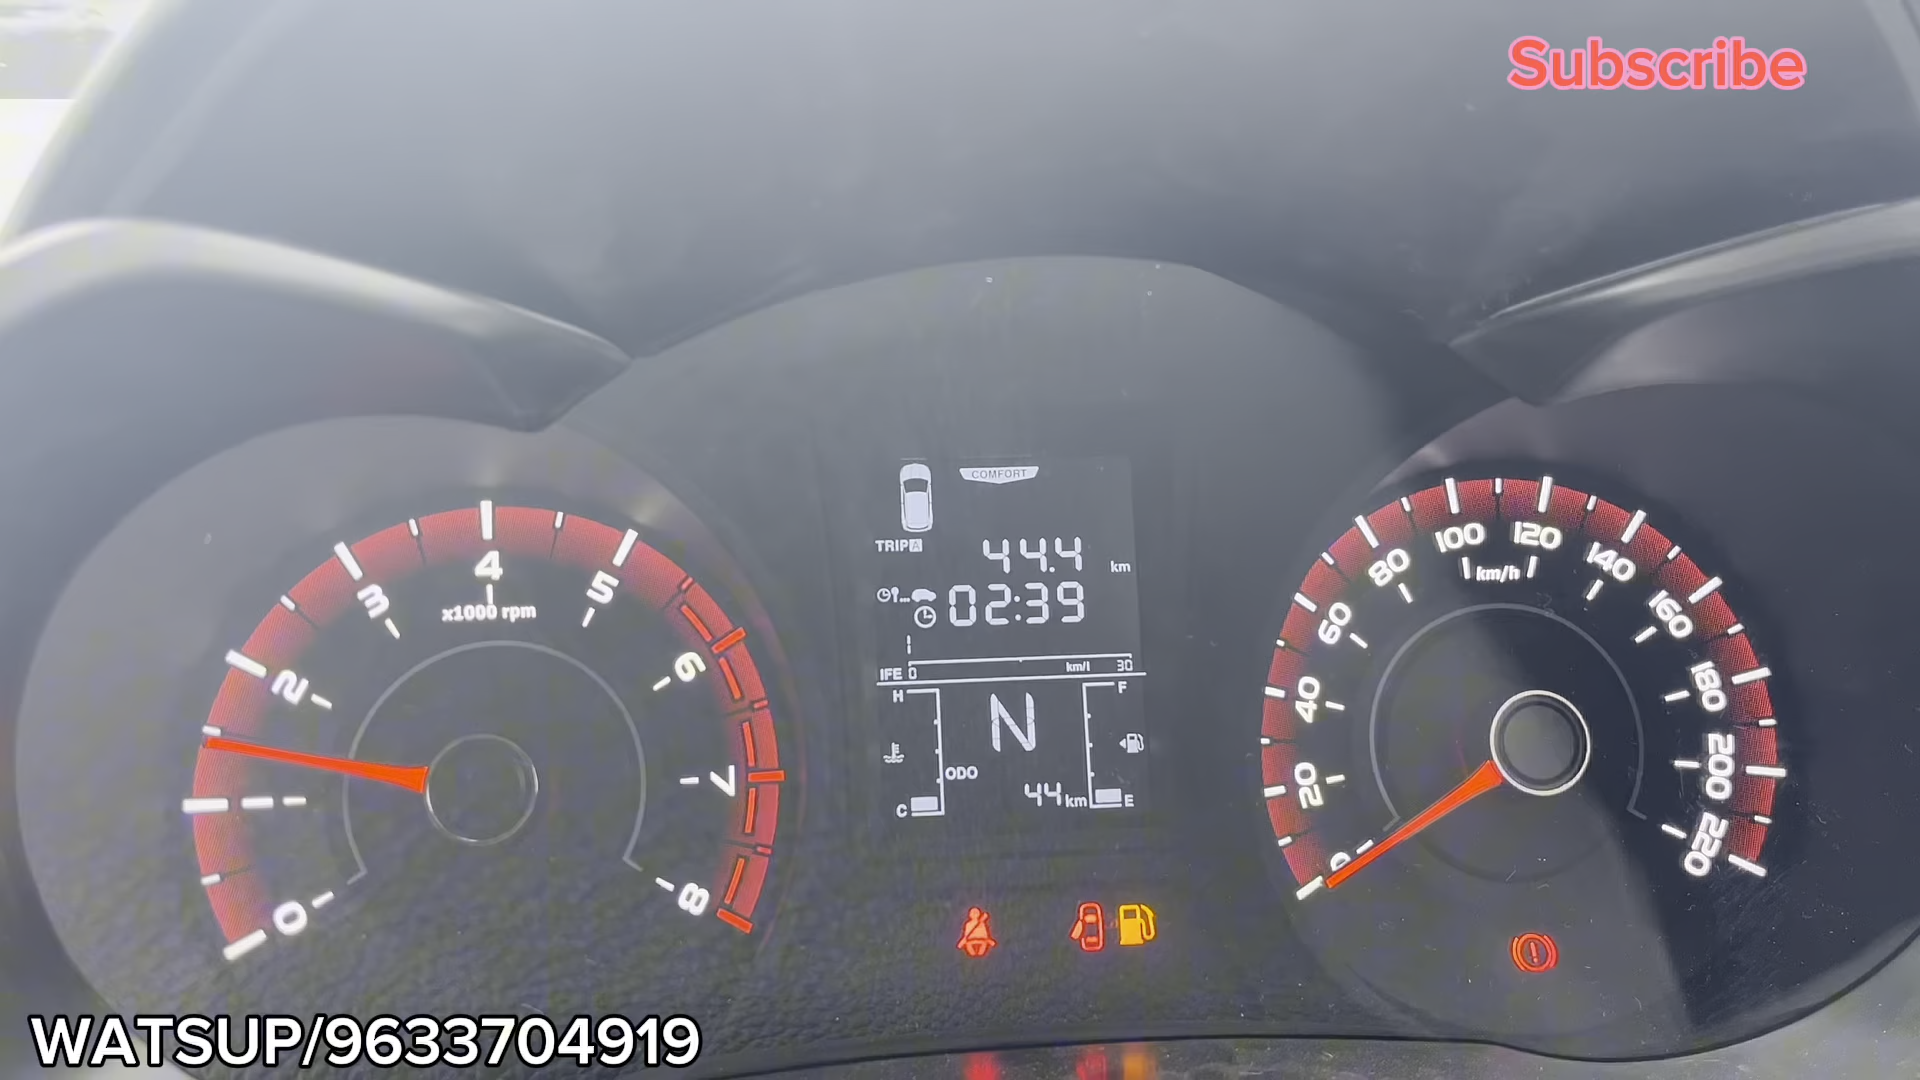 Subscribe
COMFORT
TRIP A 44.4 km
02:39
IFE 0 km/l 30
H N F
ODO
C 44 km E
0 2 3 4 5 6 7 8
x1000 rpm
0 20 40 60 80 100 120 140 160 180 200 220
km/h
WATSUP/9633704919